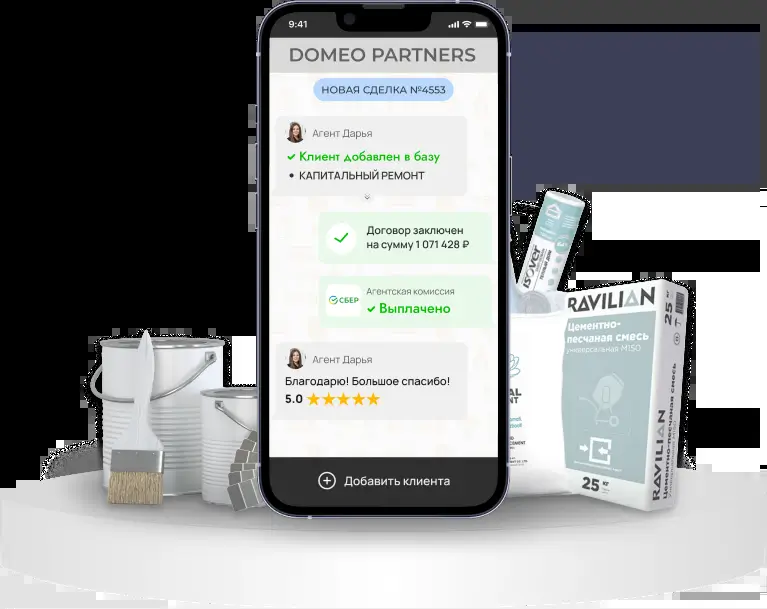 9:41
DOMEO PARTNERS
НОВАЯ СДЕЛКА №4553
Агент Дарья
Клиент добавлен в базу
• КАПИТАЛЬНЫЙ РЕМОНТ
Договор заключен
на сумму 1 071 428 ₽
СБЕР
Агентская комиссия
Выплачено
Агент Дарья
Благодарю! Большое спасибо!
5.0
Добавить клиента
isover
RAVILIAN
25 кг
Цементно-
песчаная смесь
универсальная М150
25 кг
RAVILIAN
Цементно-песчаная смесь